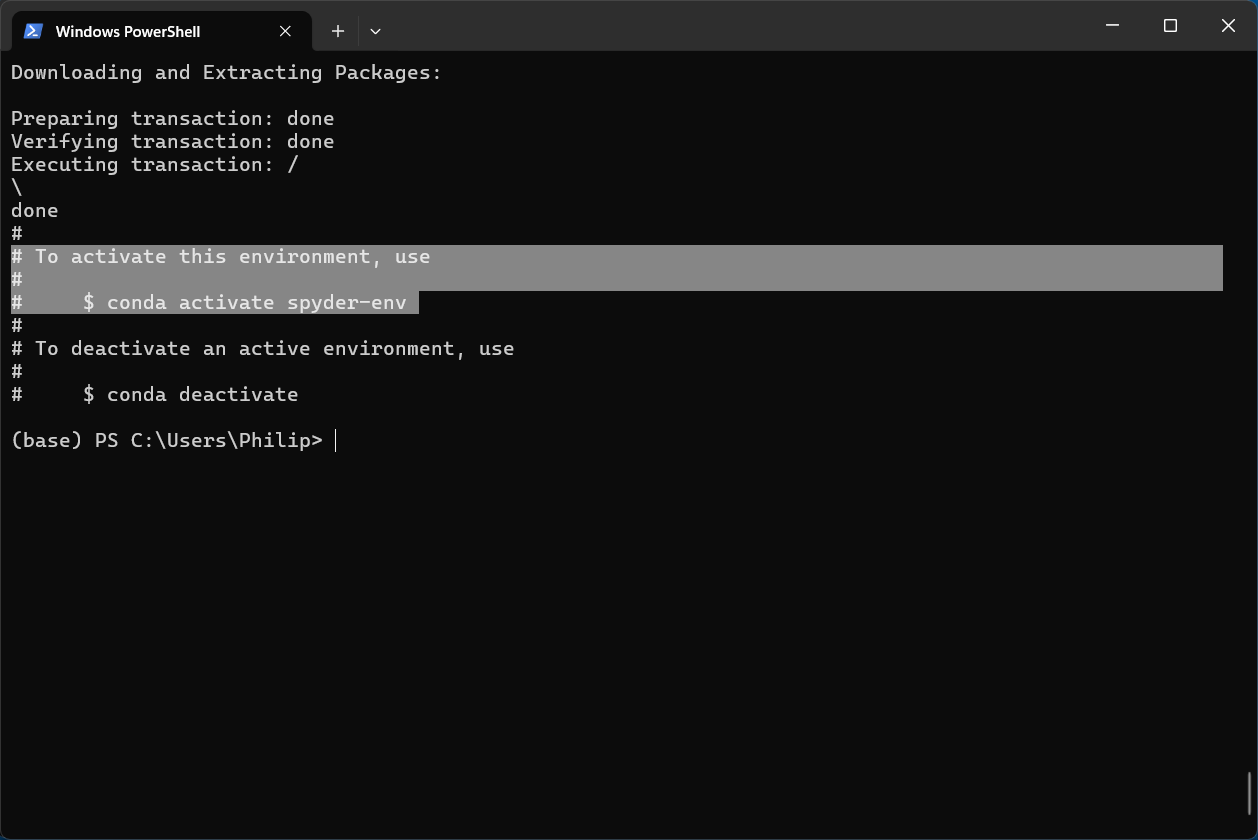 Windows PowerShell
Downloading and Extracting Packages:
Preparing transaction: done
Verifying transaction: done
Executing transaction: /
\
done
#
# To activate this environment, use
#
#     $ conda activate spyder-env
#
# To deactivate an active environment, use
#
#     $ conda deactivate
(base) PS C:\Users\Philip>